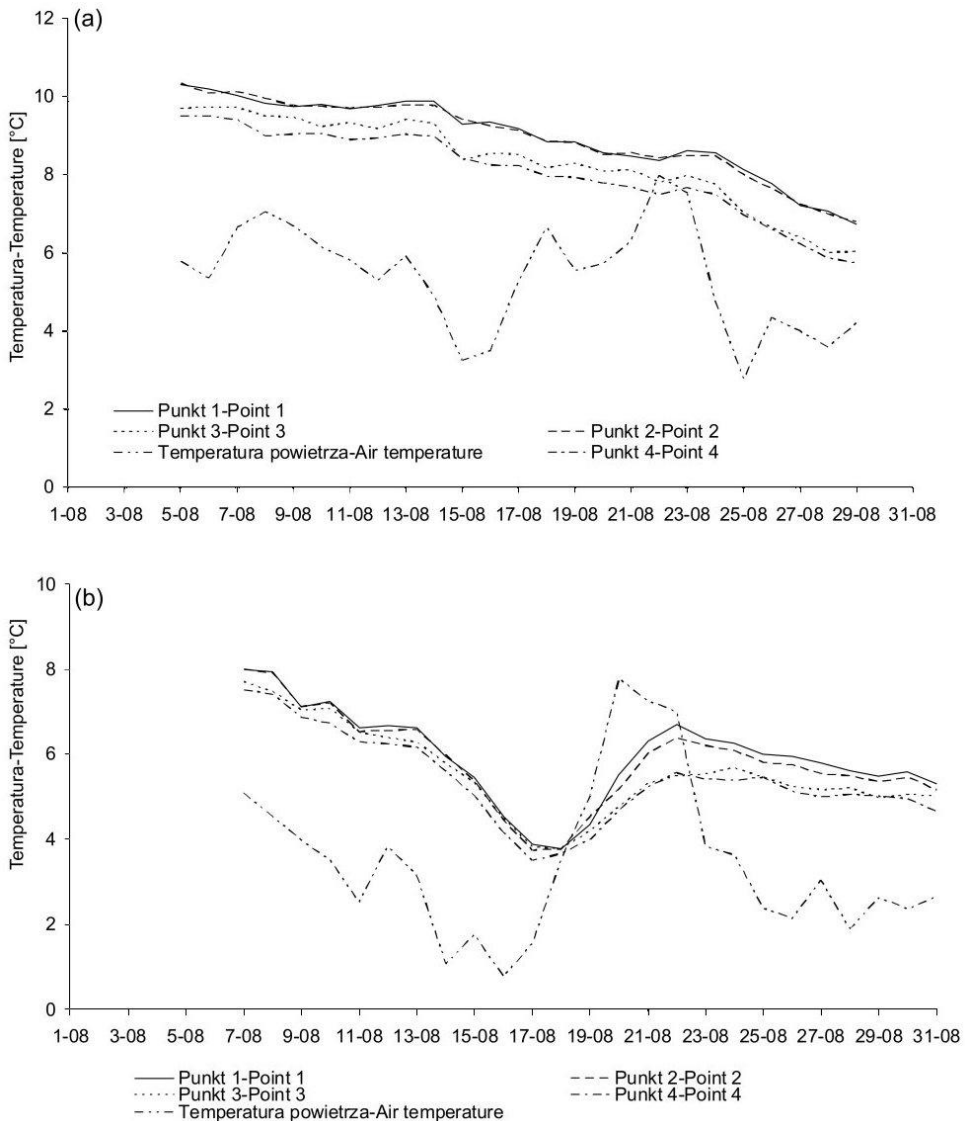 (a)
Temperatura-Temperature [°C]
12
10
8
6
4
2
0
Punkt 1-Point 1
Punkt 3-Point 3
Punkt 2-Point 2
Temperatura powietrza-Air temperature
Punkt 4-Point 4
1-08 3-08 5-08 7-08 9-08 11-08 13-08 15-08 17-08 19-08 21-08 23-08 25-08 27-08 29-08 31-08
(b)
Temperatura-Temperature [°C]
10
8
6
4
2
0
1-08 3-08 5-08 7-08 9-08 11-08 13-08 15-08 17-08 19-08 21-08 23-08 25-08 27-08 29-08 31-08
Punkt 1-Point 1
Punkt 2-Point 2
Punkt 3-Point 3
Punkt 4-Point 4
Temperatura powietrza-Air temperature